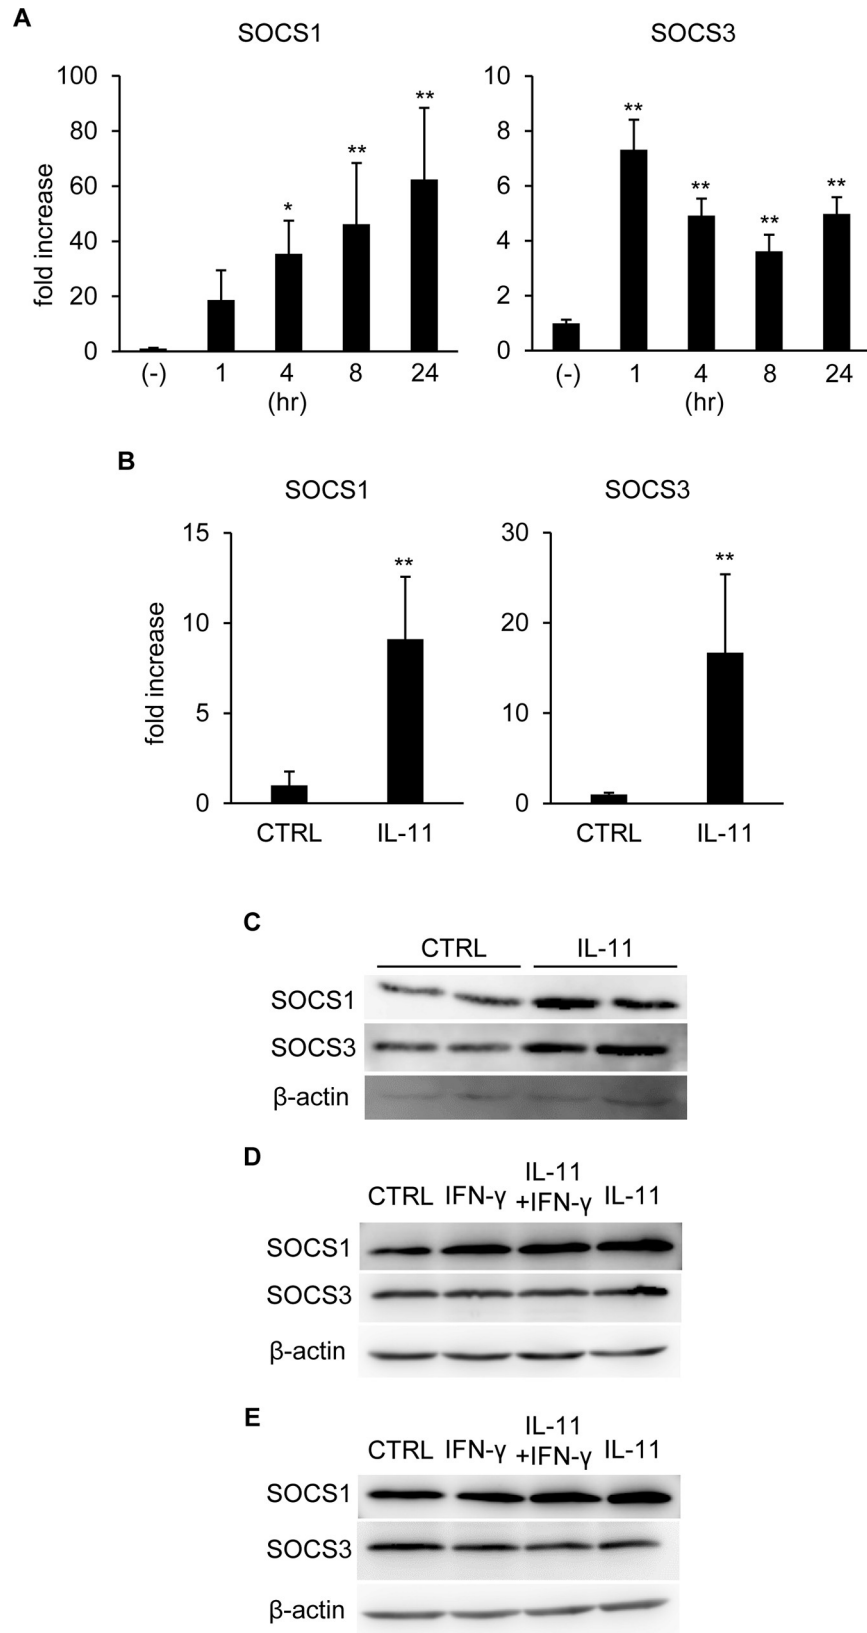 A
SOCS1 SOCS3
100 10
** **
80 8
** **
60 6 ** **
*
fold increase
40 4
20 2
0 0
(-) 1 4 8 24 (-) 1 4 8 24
(hr) (hr)
B
SOCS1 SOCS3
15 30
** **
10 20
fold increase
5 10
0 0
CTRL IL-11 CTRL IL-11
C
CTRL IL-11
SOCS1
SOCS3
β-actin
D
CTRL IFN-γ IL-11 +IFN-γ IL-11
SOCS1
SOCS3
β-actin
E
CTRL IFN-γ IL-11 +IFN-γ IL-11
SOCS1
SOCS3
β-actin